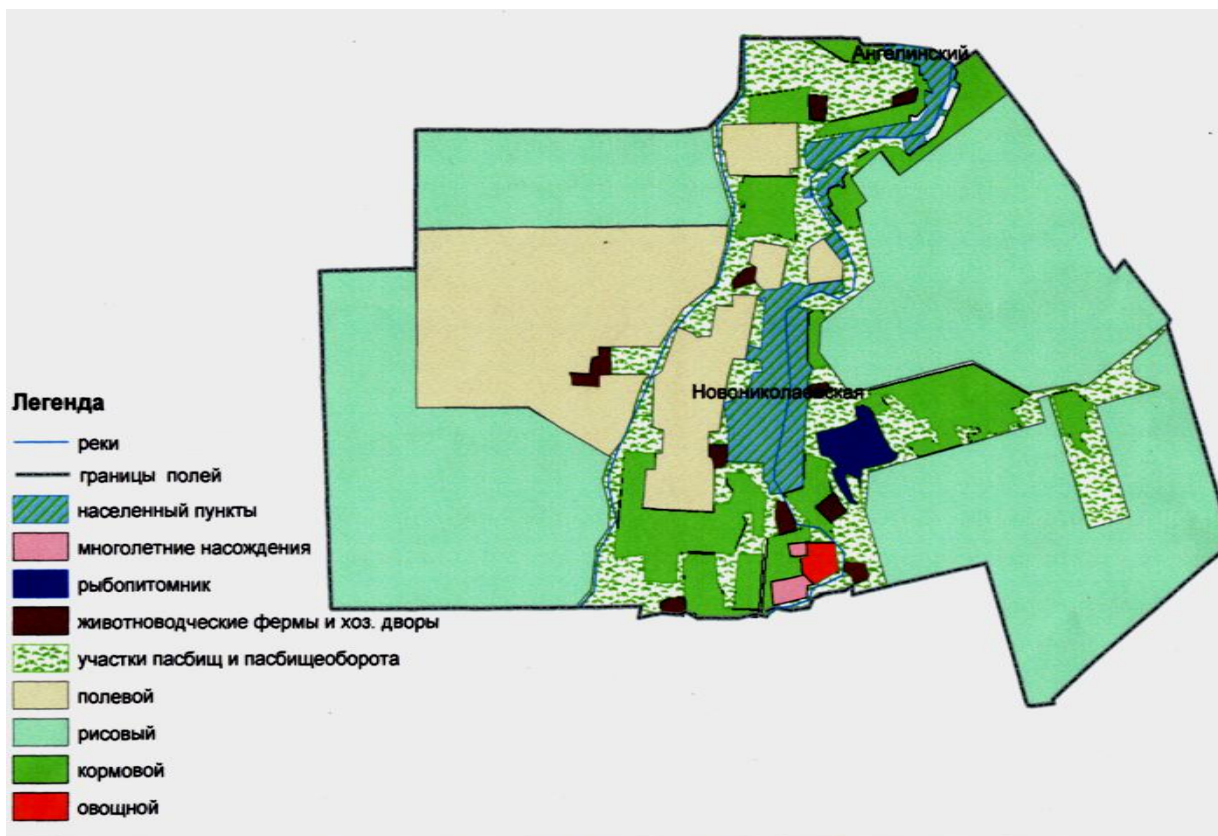 Ангелинский
Новониколаевская
Легенда
реки
границы полей
населенный пункты
многолетние насождения
рыбопитомник
животноводческие фермы и хоз. дворы
участки пасбищ и пасбищеоборота
полевой
рисовый
кормовой
овощной